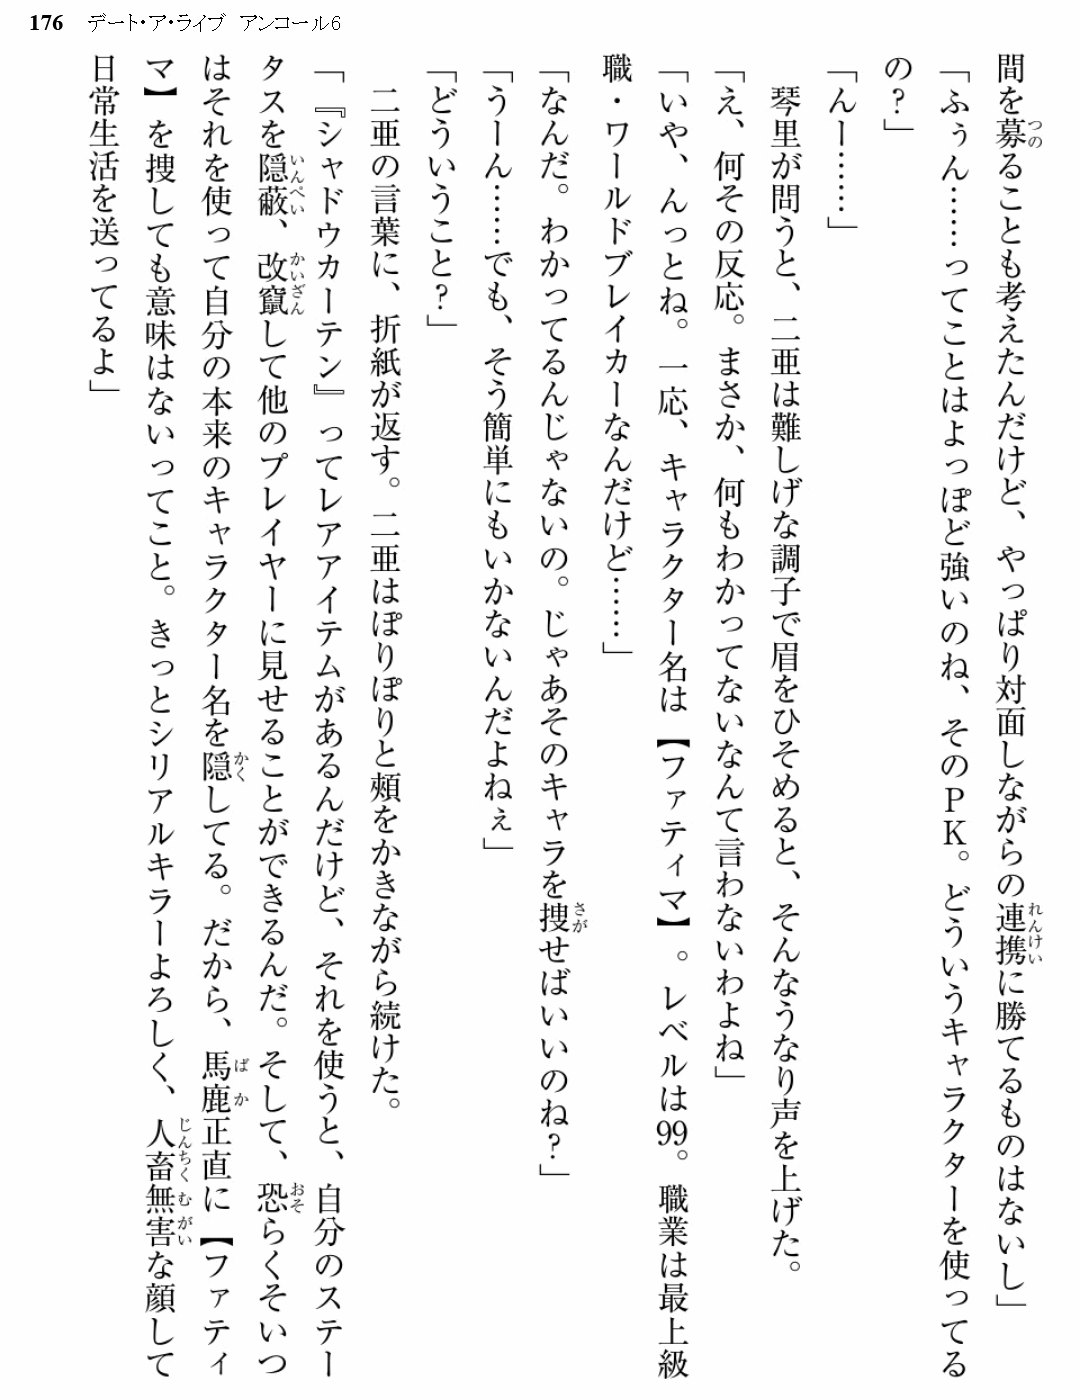 176 デート・ア・ライブ アンコール6
間を募ることも考えたんだけど、やっぱり対面しながらの連携に勝てるものはないし」
「ふぅん……ってことはよっぽど強いのね、そのPK。どういうキャラクターを使ってる
の?」
「んー……」
琴里が問うと、二亜は難しげな調子で眉をひそめると、そんなうなり声を上げた。
「え、何その反応。まさか、何もわかってないなんて言わないわよね」
「いや、んっとね。一応、キャラクター名は【ファティマ】。レベルは99。職業は最上級
職・ワールドブレイカーなんだけど……」
「なんだ。わかってるんじゃないの。じゃあそのキャラを捜せばいいのね?」
「うーん……でも、そう簡単にもいかないんだよねぇ」
「どういうこと?」
二亜の言葉に、折紙が返す。二亜はぽりぽりと頰をかきながら続けた。
「『シャドウカーテン』ってレアアイテムがあるんだけど、それを使うと、自分のステー
タスを隠蔽、改竄して他のプレイヤーに見せることができるんだ。そして、恐らくそいつ
はそれを使って自分の本来のキャラクター名を隠してる。だから、馬鹿正直に【ファティ
マ】を捜しても意味はないってこと。きっとシリアルキラーよろしく、人畜無害な顔して
日常生活を送ってるよ」